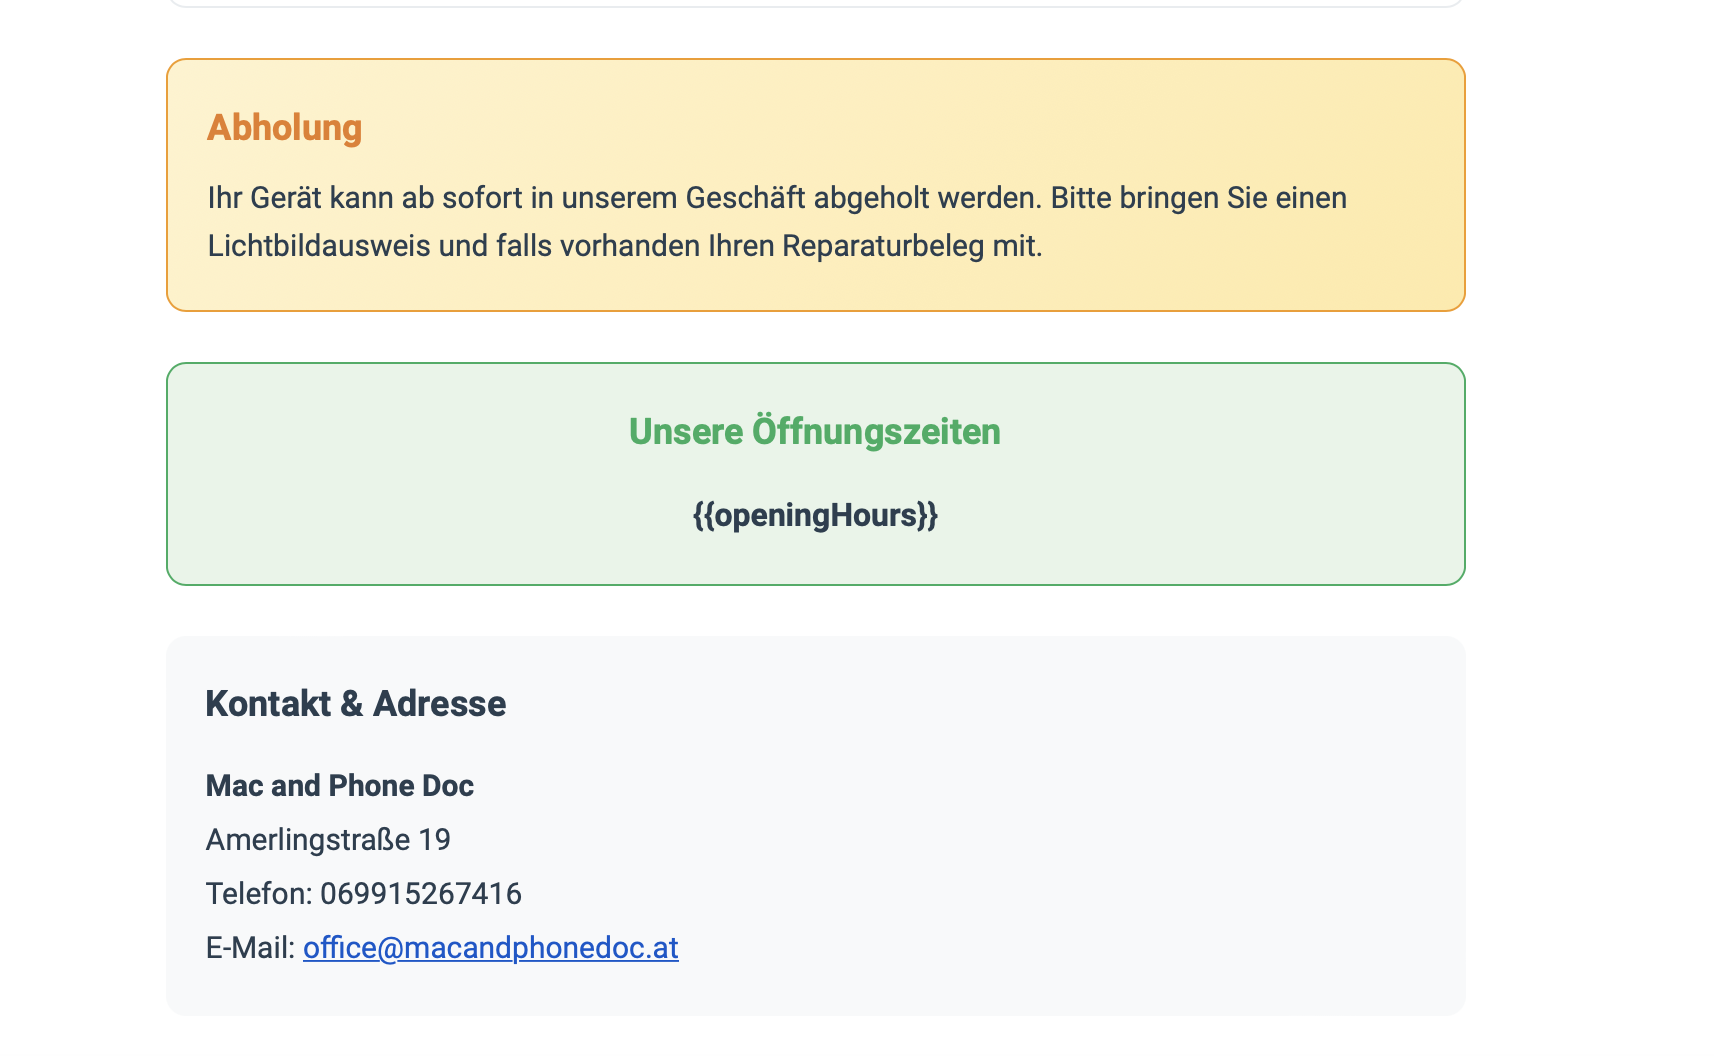 Abholung
Ihr Gerät kann ab sofort in unserem Geschäft abgeholt werden. Bitte bringen Sie einen
Lichtbildausweis und falls vorhanden Ihren Reparaturbeleg mit.
Unsere Öffnungszeiten
{{openingHours}}
Kontakt & Adresse
Mac and Phone Doc
Amerlingstraße 19
Telefon: 069915267416
E-Mail: office@macandphonedoc.at